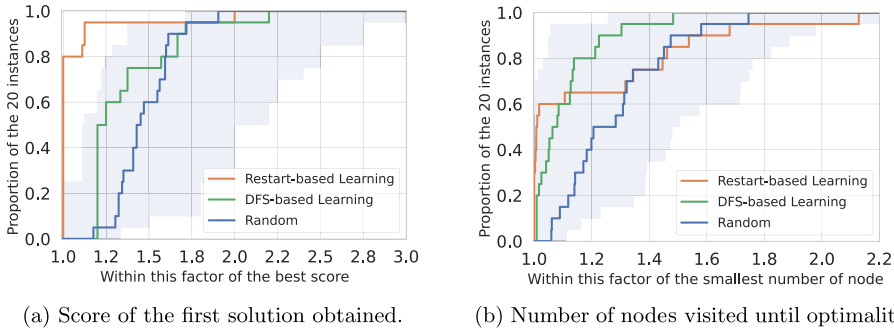 1.0
0.8
0.6
0.4
0.2
0.0
Proportion of the 20 instances
Restart-based Learning
DFS-based Learning
Random
1.0 1.25 1.5 1.75 2.0 2.25 2.5 2.75 3.0
Within this factor of the best score
(a) Score of the first solution obtained.
1.0
0.8
0.6
0.4
0.2
0.0
Proportion of the 20 instances
Restart-based Learning
DFS-based Learning
Random
1.0 1.2 1.4 1.6 1.8 2.0 2.2
Within this factor of the smallest number of node
(b) Number of nodes visited until optimalit